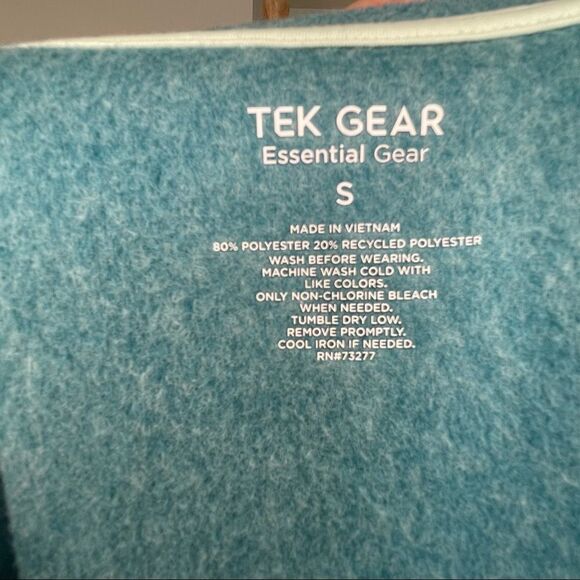 TEK GEAR
Essential Gear
S
MADE IN VIETNAM
80% POLYESTER 20% RECYCLED POLYESTER
WASH BEFORE WEARING.
MACHINE WASH COLD WITH
LIKE COLORS.
ONLY NON-CHLORINE BLEACH
WHEN NEEDED.
TUMBLE DRY LOW.
REMOVE PROMPTLY.
COOL IRON IF NEEDED.
RN#73277